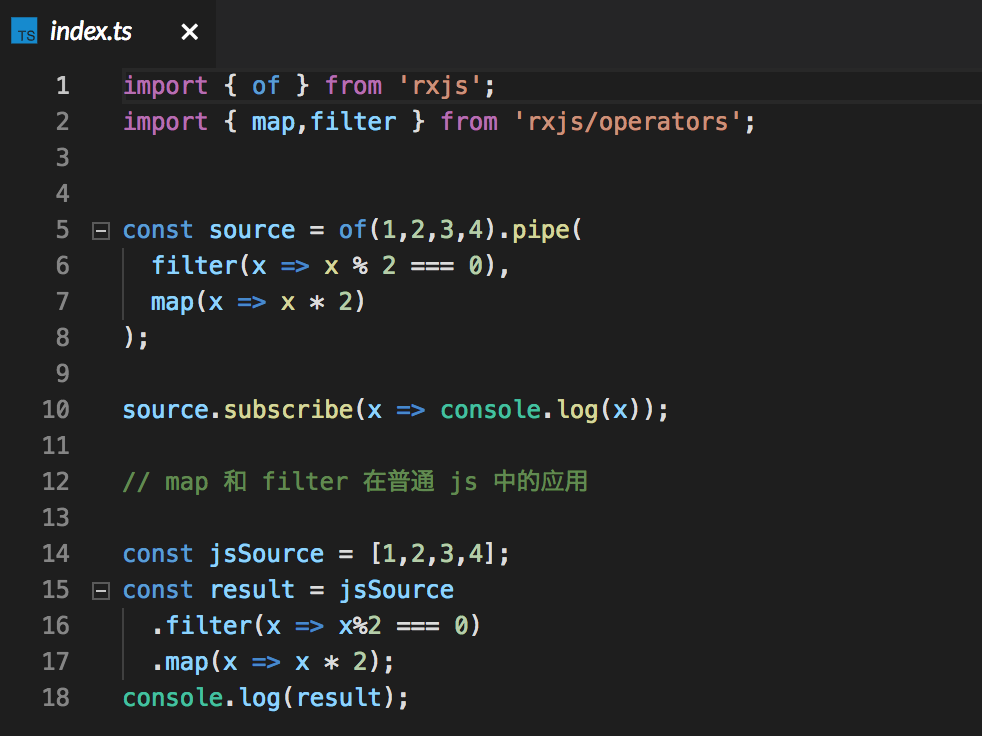 TS index.ts ×
1 import { of } from 'rxjs';
2 import { map,filter } from 'rxjs/operators';
3
4
5 const source = of(1,2,3,4).pipe(
6   filter(x => x % 2 === 0),
7   map(x => x * 2)
8 );
9
10 source.subscribe(x => console.log(x));
11
12 // map 和 filter 在普通 js 中的应用
13
14 const jsSource = [1,2,3,4];
15 const result = jsSource
16   .filter(x => x%2 === 0)
17   .map(x => x * 2);
18 console.log(result);